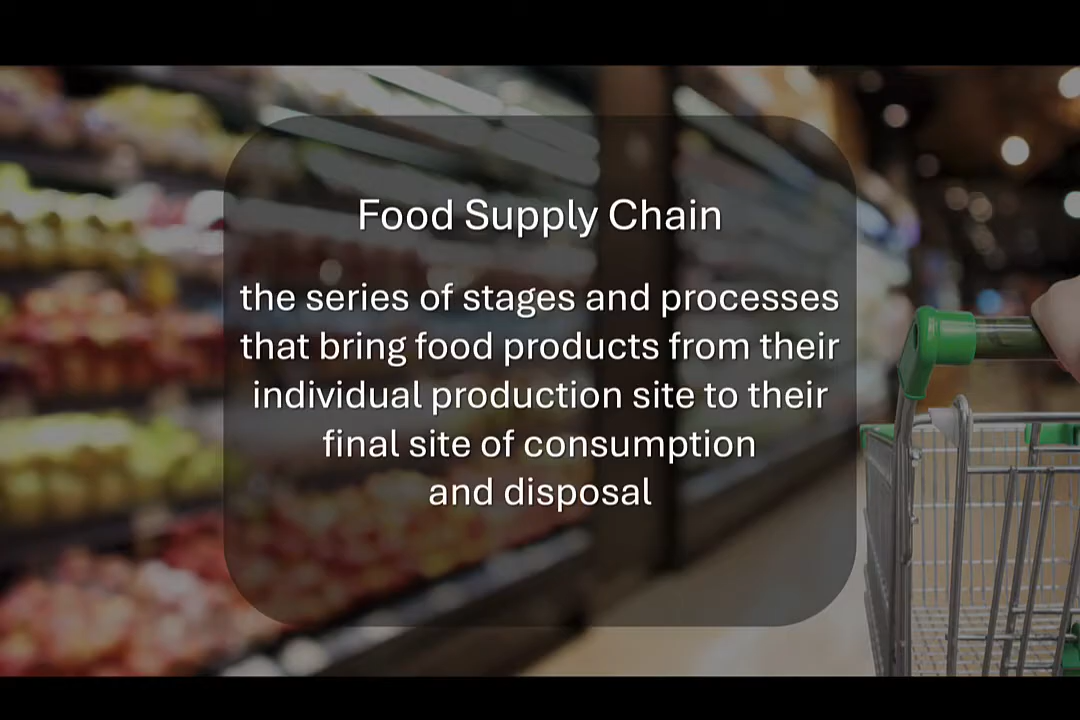 Food Supply Chain
the series of stages and processes
that bring food products from their
individual production site to their
final site of consumption
and disposal